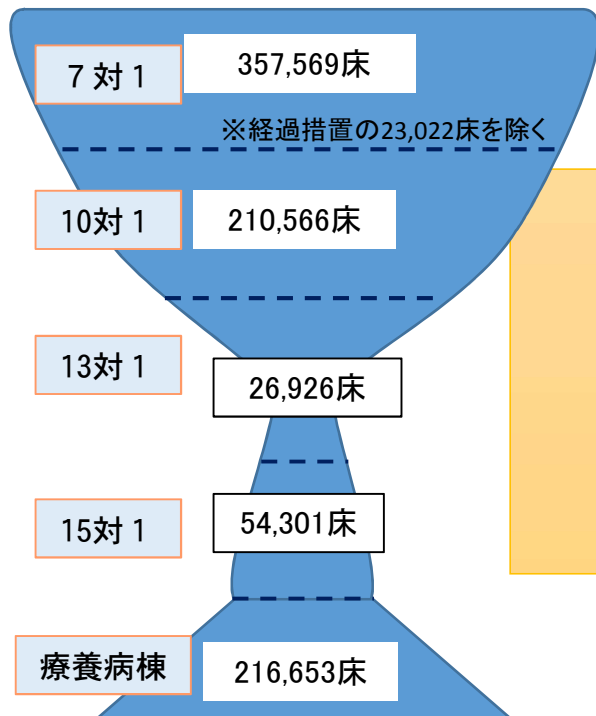 7対1
357,569床
※経過措置の23,022床を除く
10対1
210,566床
13対1
26,926床
15対1
54,301床
療養病棟
216,653床